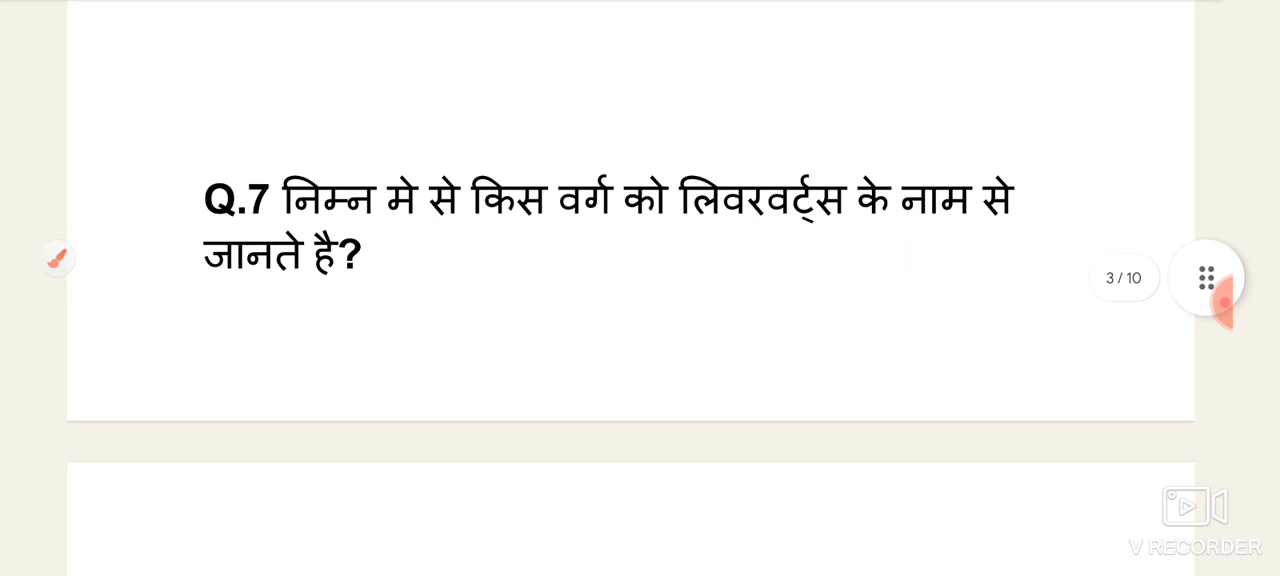 Q.7 निम्न मे से किस वर्ग को लिवरवर्ट्स के नाम से
जानते है?
3 / 10
V RECORDER